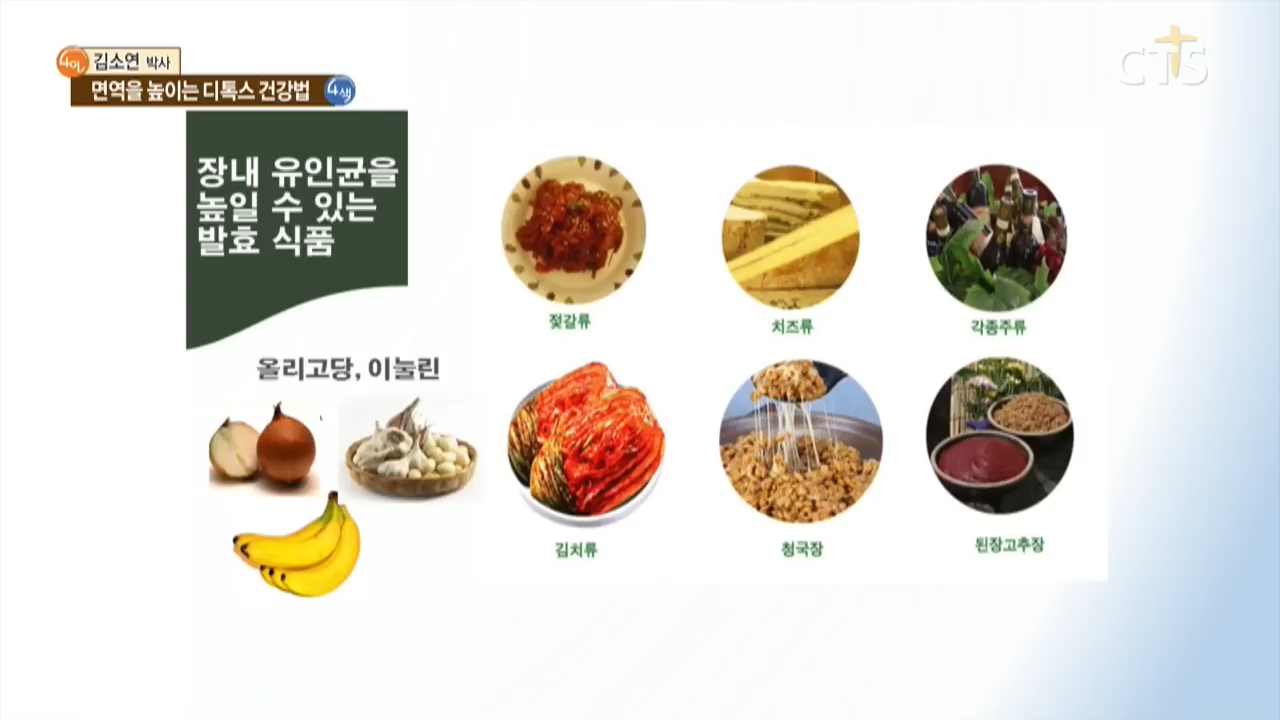 4인 김소연 박사
면역을 높이는 디톡스 건강법 4색
CTS
장내 유인균을
높일 수 있는
발효 식품
올리고당, 이눌린
젖갈류
치즈류
각종주류
김치류
청국장
된장고추장